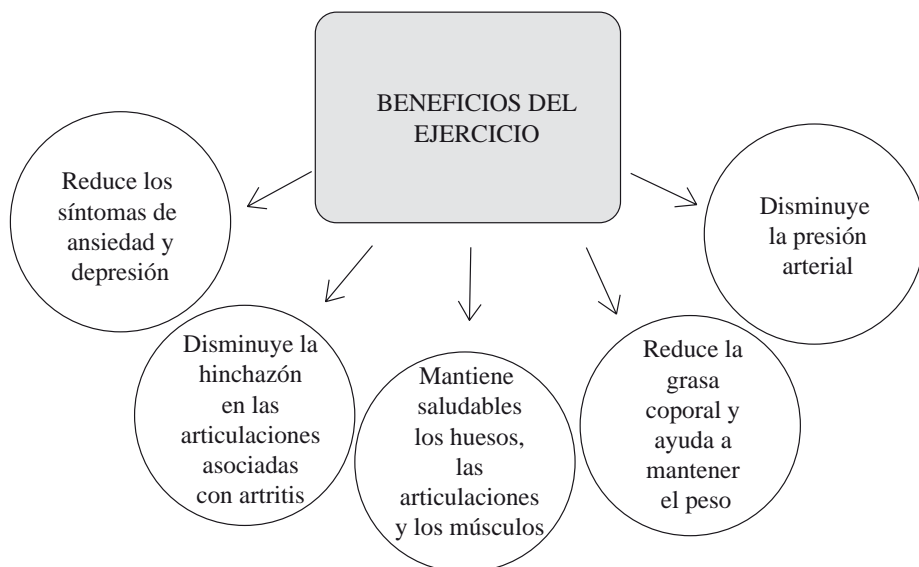 BENEFICIOS DEL
EJERCICIO
Reduce los
síntomas de
ansiedad y
depresión
Disminuye la
hinchazón
en las
articulaciones
asociadas
con artritis
Mantiene
saludables
los huesos,
las
articulaciones
y los músculos
Reduce la
grasa
coporal y
ayuda a
mantener
el peso
Disminuye
la presión
arterial